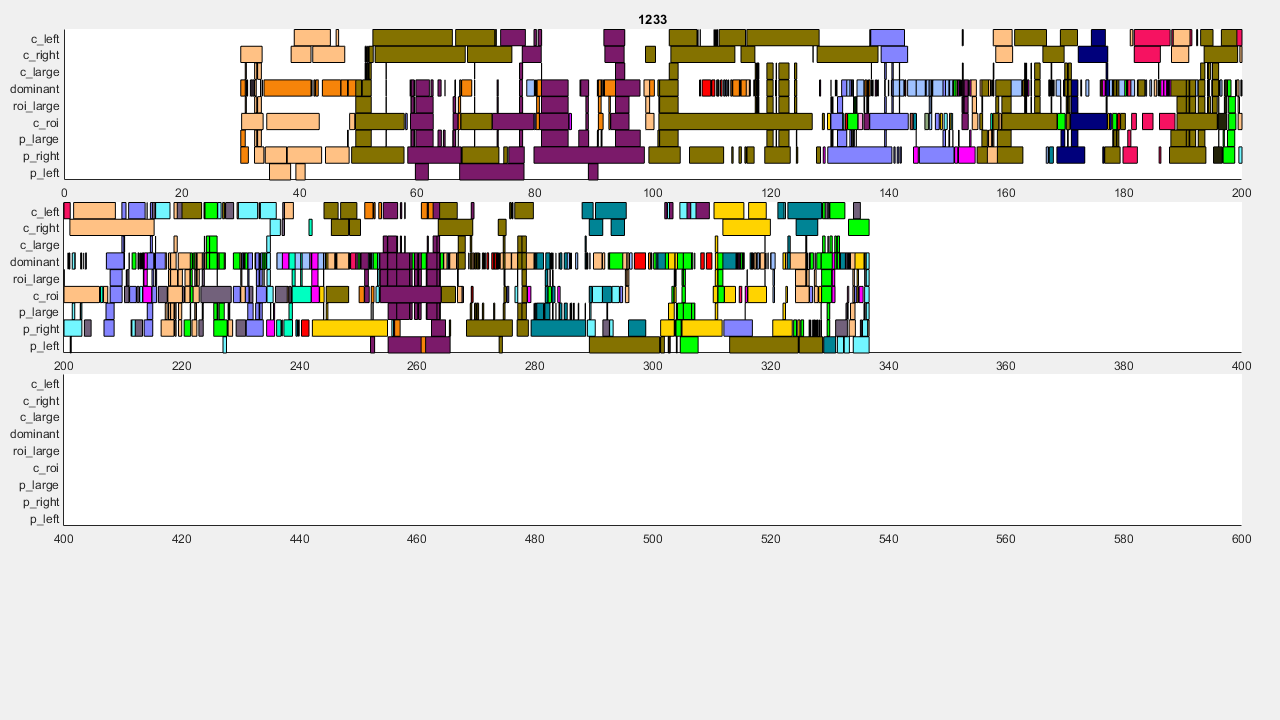 1233
c_left
c_right
c_large
dominant
roi_large
c_roi
p_large
p_right
p_left
0 20 40 60 80 100 120 140 160 180 200
c_left
c_right
c_large
dominant
roi_large
c_roi
p_large
p_right
p_left
200 220 240 260 280 300 320 340 360 380 400
c_left
c_right
c_large
dominant
roi_large
c_roi
p_large
p_right
p_left
400 420 440 460 480 500 520 540 560 580 600